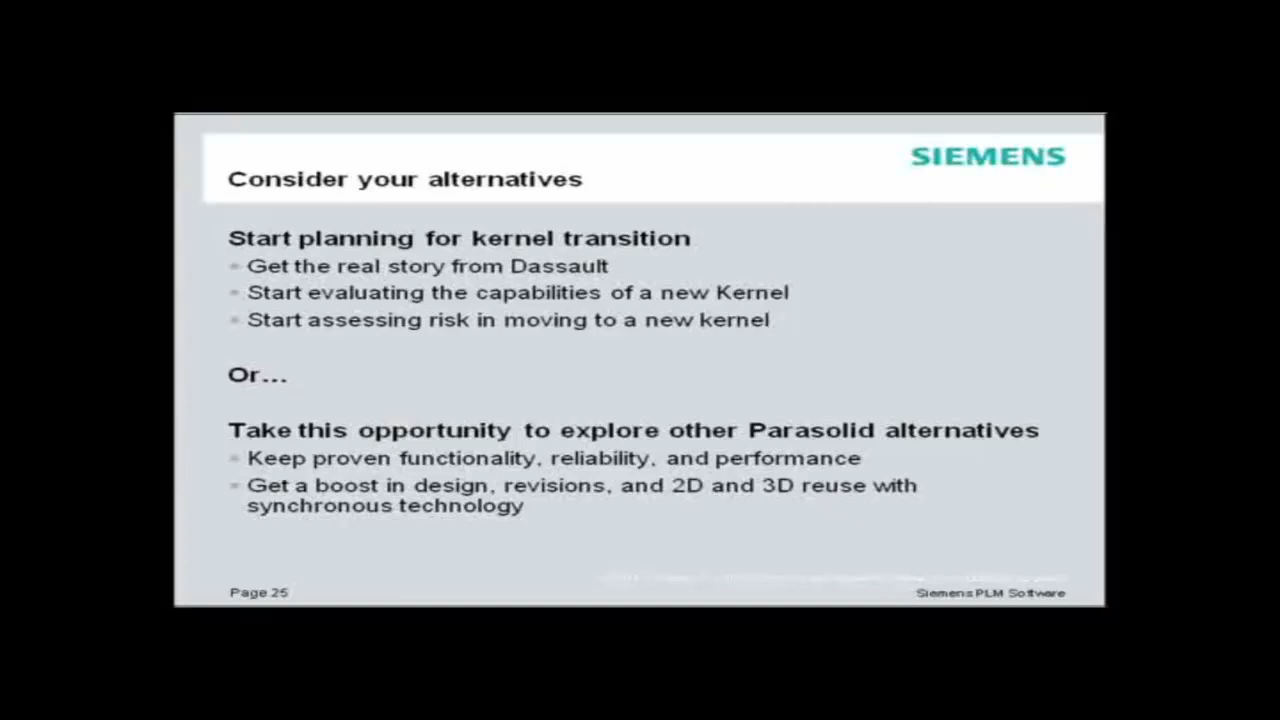 SIEMENS
Consider your alternatives
Start planning for kernel transition
Get the real story from Dassault
Start evaluating the capabilities of a new Kernel
Start assessing risk in moving to a new kernel
Or...
Take this opportunity to explore other Parasolid alternatives
Keep proven functionality, reliability, and performance
Get a boost in design, revisions, and 2D and 3D reuse with
synchronous technology
Page 25
Siemens PLM Software